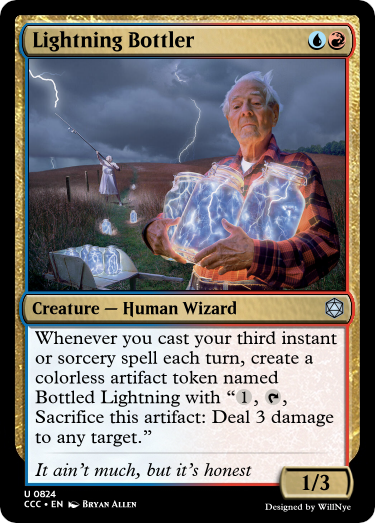 Lightning Bottler
Creature — Human Wizard
Whenever you cast your third instant
or sorcery spell each turn, create a
colorless artifact token named
Bottled Lightning with “1, ,
Sacrifice this artifact: Deal 3 damage
to any target.”
It ain't much, but it's honest
1/3
U 0824
CCC • EN Bryan Allen
Designed by WillNye